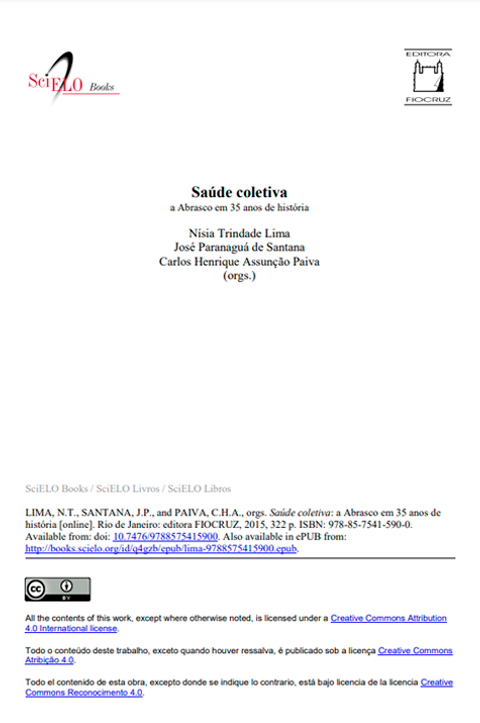 SciELO Books
EDITORA
FIOCRUZ
Saúde coletiva
a Abrasco em 35 anos de história
Nísia Trindade Lima
José Paranaguá de Santana
Carlos Henrique Assunção Paiva
(orgs.)
SciELO Books / SciELO Livros / SciELO Libros
LIMA, N.T., SANTANA, J.P., and PAIVA, C.H.A., orgs. Saúde coletiva: a Abrasco em 35 anos de
história [online]. Rio de Janeiro: editora FIOCRUZ, 2015, 322 p. ISBN: 978-85-7541-590-0.
Available from: doi: 10.7476/9788575415900. Also available in ePUB from:
http://books.scielo.org/id/q4gzb/epub/lima-9788575415900.epub.
cc
BY
All the contents of this work, except where otherwise noted, is licensed under a Creative Commons Attribution
4.0 International license.
Todo o conteúdo deste trabalho, exceto quando houver ressalva, é publicado sob a licença Creative Commons
Atribição 4.0.
Todo el contenido de esta obra, excepto donde se indique lo contrario, está bajo licencia de la licencia Creative
Commons Reconocimento 4.0.